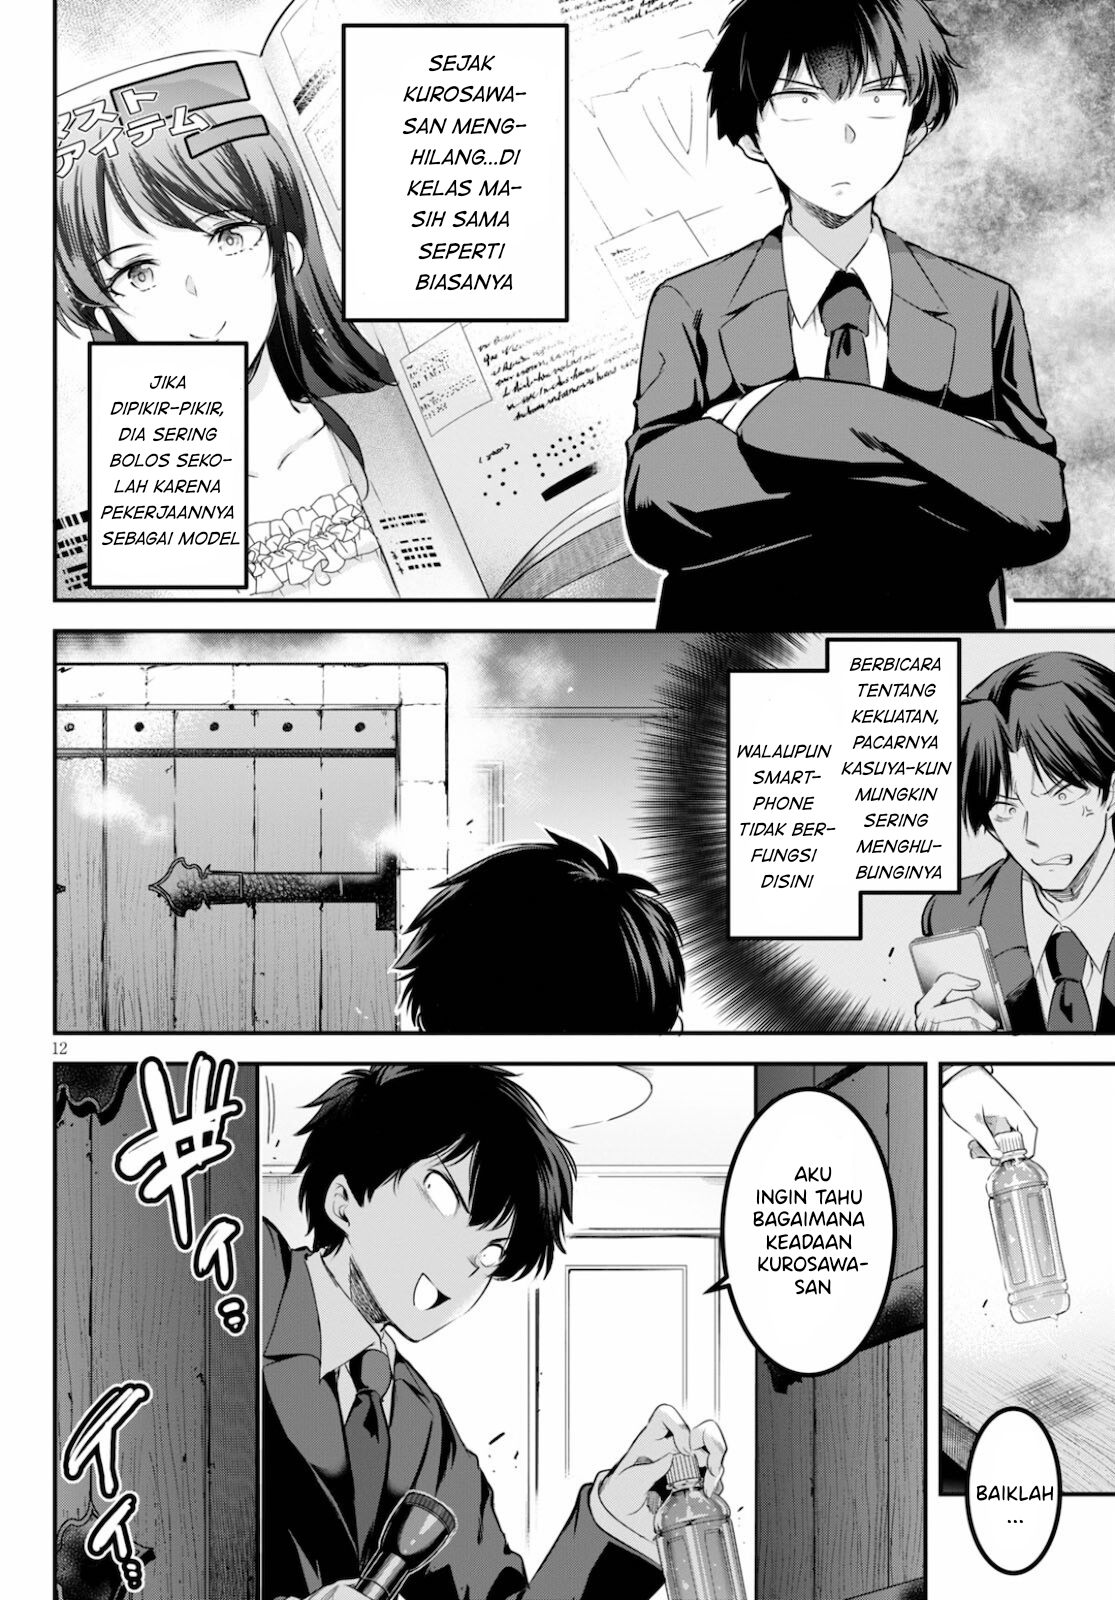 SEJAK
KUROSAWA-
SAN MENG-
HILANG...DI
KELAS MA-
SIH SAMA
SEPERTI
BIASANYA
マスト
アイテム
JIKA
DIPIKIR-PIKIR,
DIA SERING
BOLOS SEKO-
LAH KARENA
PEKERJAANNYA
SEBAGAI MODEL
BERBICARA
TENTANG
KEKUATAN,
PACARNYA
KASUYA-KUN
MUNGKIN
SERING
MENGHU-
BUNGINYA
WALAUPUN
SMART-
PHONE
TIDAK BER-
FUNGSI
DISINI
12
BAIKLAH
...
AKU
INGIN TAHU
BAGAIMANA
KEADAAN
KUROSAWA-
SAN
ギイ…
イイ…